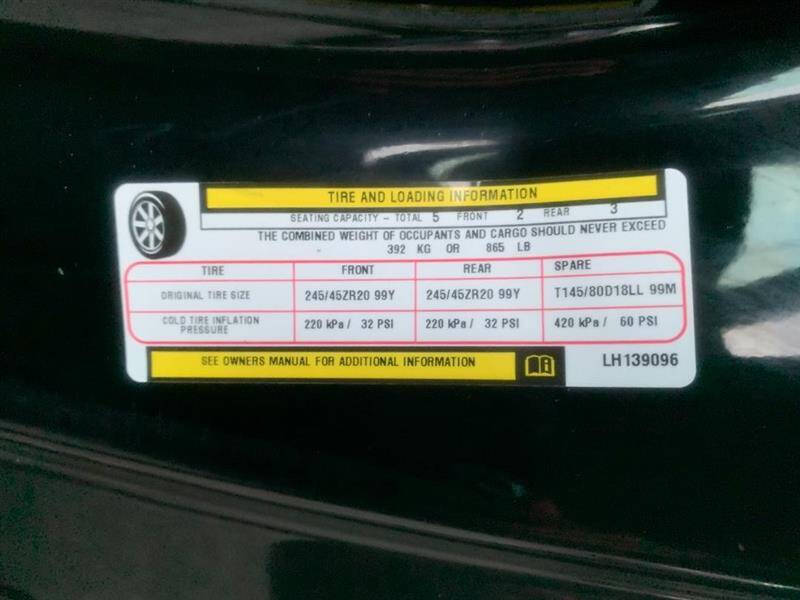 TIRE AND LOADING INFORMATION
SEATING CAPACITY - TOTAL 5 FRONT 2 REAR 3
THE COMBINED WEIGHT OF OCCUPANTS AND CARGO SHOULD NEVER EXCEED
- 392 KG OR 865 LB
TIRE FRONT REAR SPARE
ORIGINAL TIRE SIZE 245/45ZR20 99Y 245/45ZR20 99Y T145/80D18LL 99M
COLD TIRE INFLATION PRESSURE 220 kPa / 32 PSI 220 kPa / 32 PSI 420 kPa / 60 PSI
SEE OWNERS MANUAL FOR ADDITIONAL INFORMATION LH139096